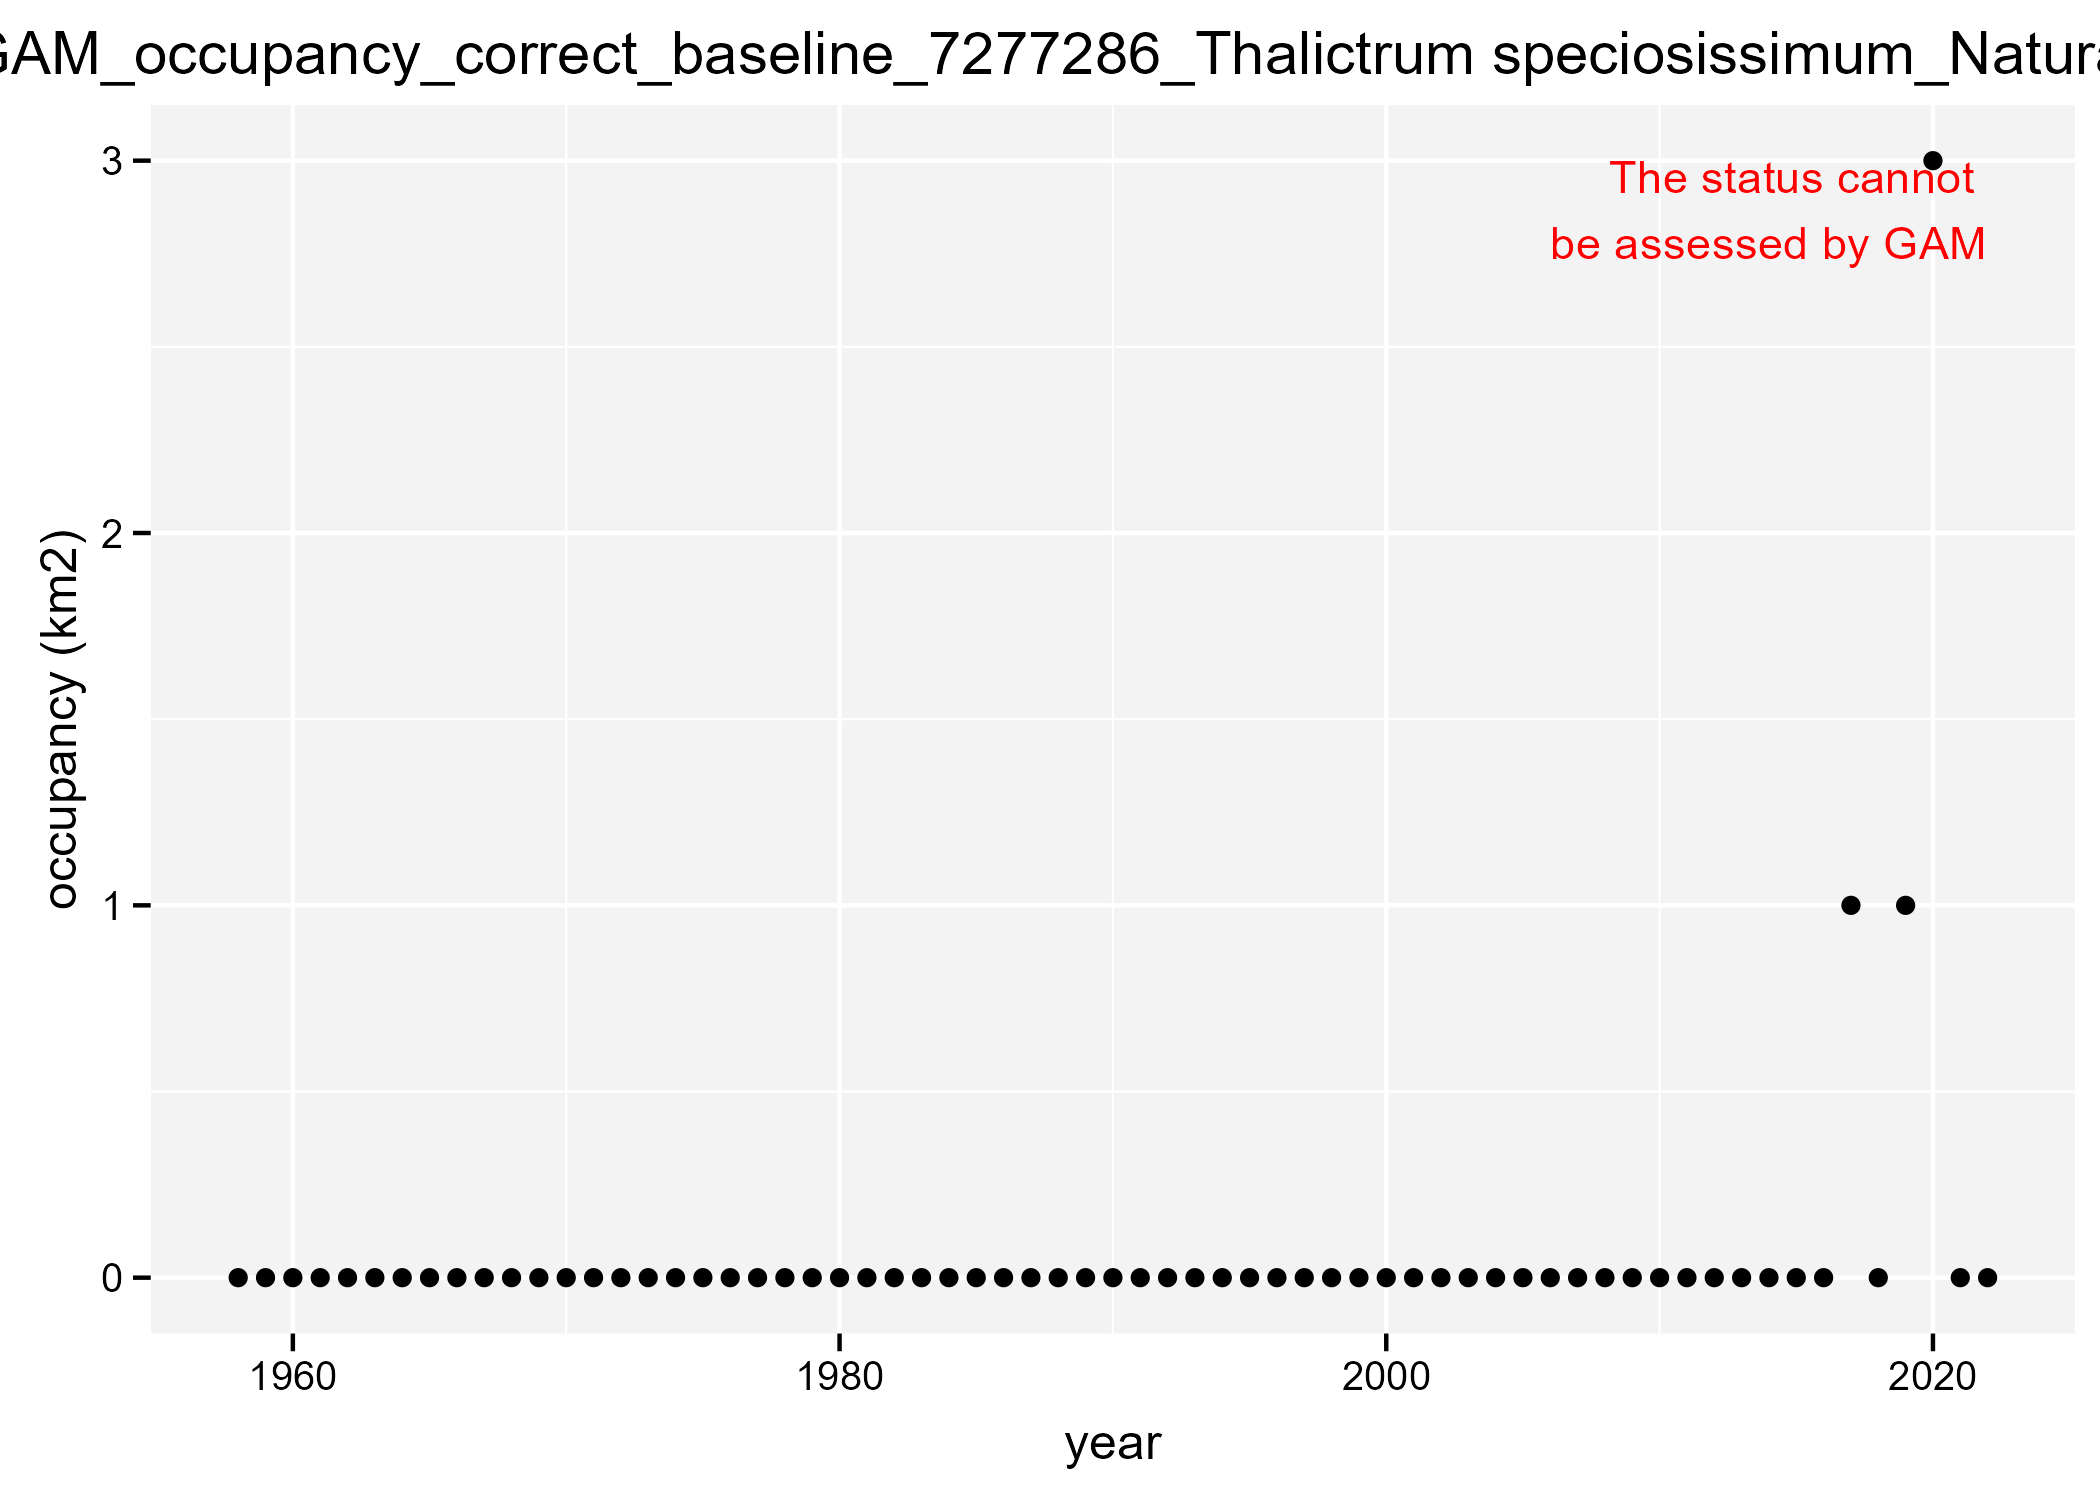 GAM_occupancy_correct_baseline_7277286_Thalictrum speciosissimum_Natura
3
The status cannot
be assessed by GAM
2
occupancy (km2)
1
0
1960 1980 2000 2020
year